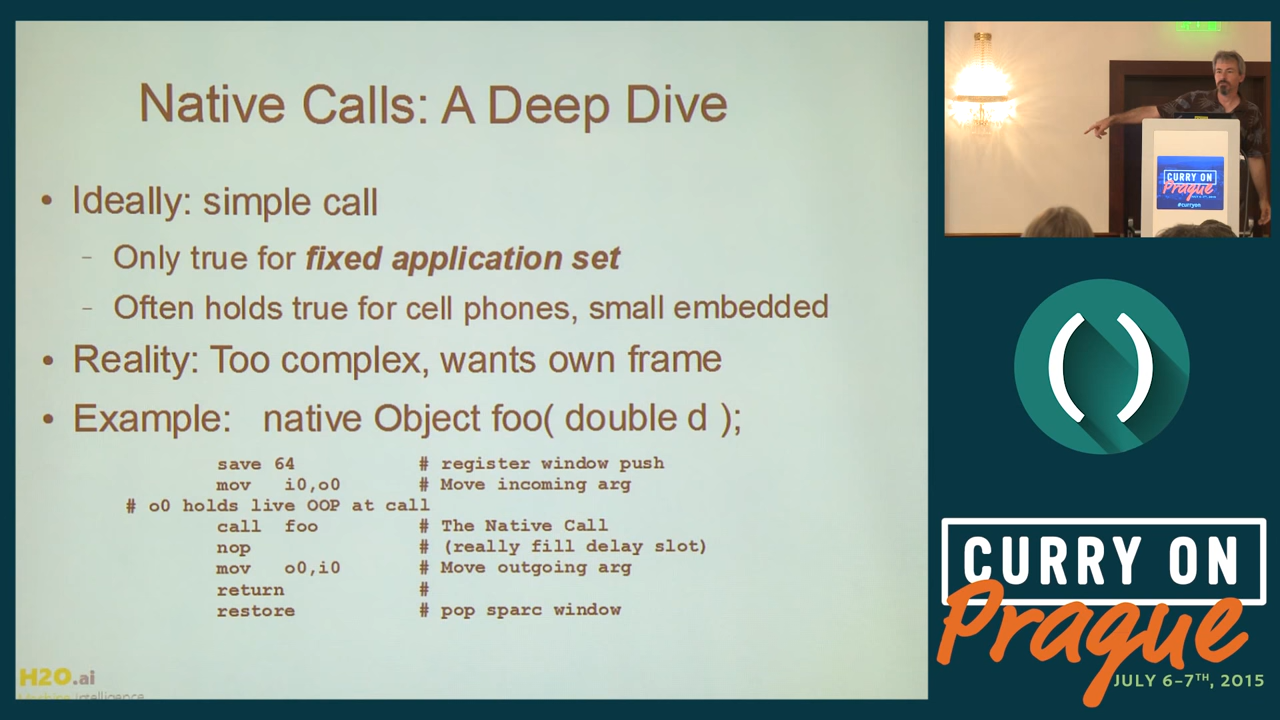 Native Calls: A Deep Dive
• Ideally: simple call
– Only true for fixed application set
– Often holds true for cell phones, small embedded
• Reality: Too complex, wants own frame
• Example: native Object foo( double d );
save 64 # register window push
mov i0,o0 # Move incoming arg
# o0 holds live OOP at call
call foo # The Native Call
nop # (really fill delay slot)
mov o0,i0 # Move outgoing arg
return #
restore # pop sparc window
H2O.ai
CURRY ON
Prague
#curryon
( )
CURRY ON
Prague
JULY 6-7TH, 2015